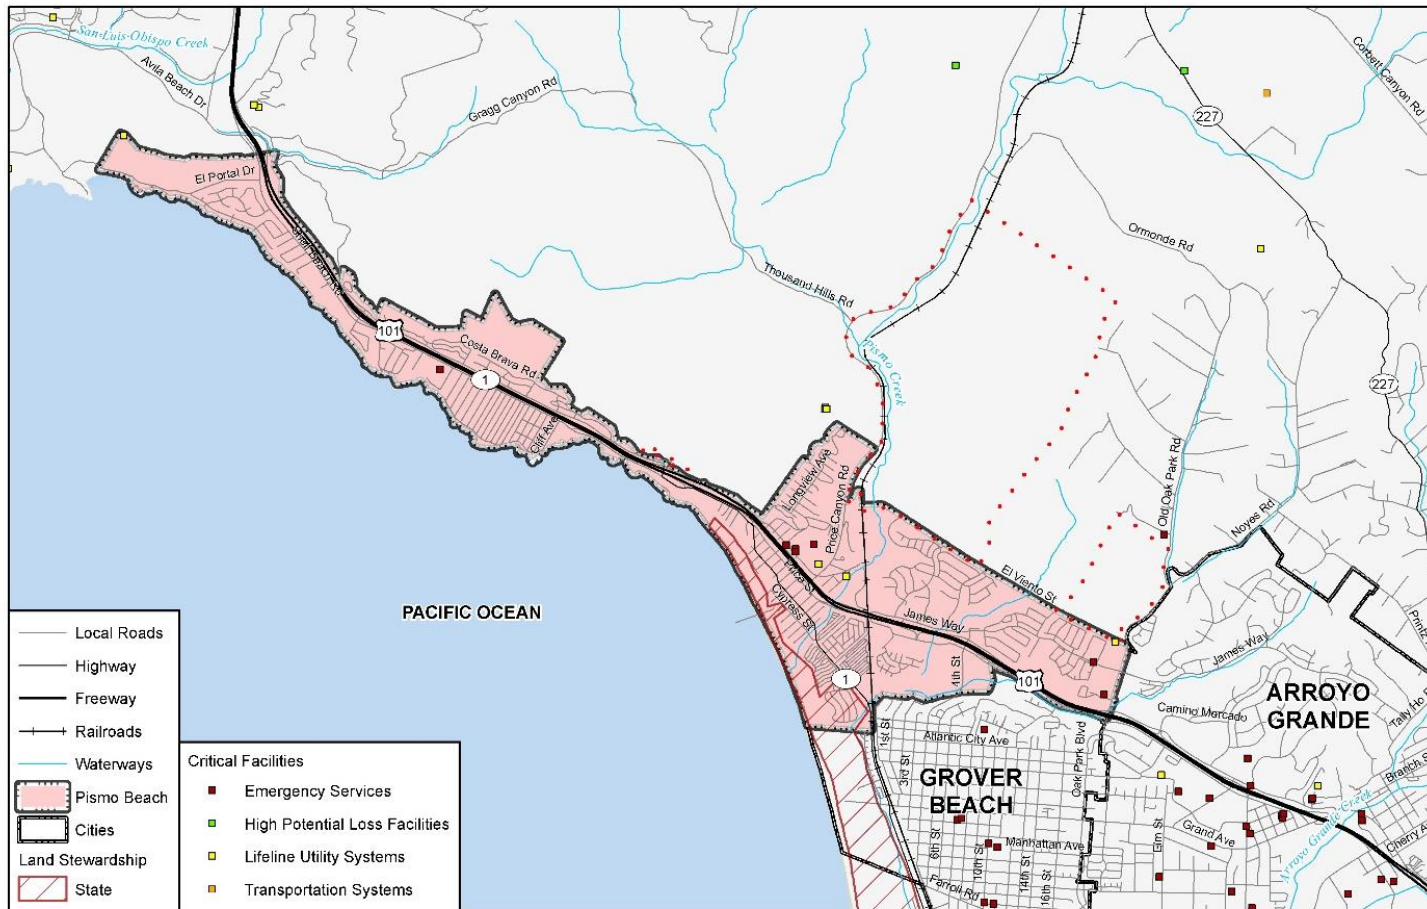 San-Luis-Obispo Creek
Avila Beach Dr
Gragg Canyon Rd
Corbett Canyon Rd
227
El Portal Dr
Shell Beach Rd
Ormonde Rd
Thousand Hills Rd
101
Pismo Creek
Costa Brava Rd
1
227
Cliff Ave
Longview Ave
Price Canyon Rd
Old Oak Park Rd
Noyes Rd
El Viento St
Price St
Cypress St
PACIFIC OCEAN
James Way
James Way
4th St
101
1
ARROYO
GRANDE
Camino Mercado
Tally Ho
1st St
Atlantic City Ave
3rd St
Oak Park Blvd
GROVER
BEACH
Branch S
Arroyo Grande Creek
Grand Ave
Elm St
Cherry A
6th St
Manhattan Ave
10th St
14th St
16th St
Farroll Rd
Local Roads
Highway
Freeway
Railroads
Waterways
Pismo Beach
Cities
Land Stewardship
State
Critical Facilities
Emergency Services
High Potential Loss Facilities
Lifeline Utility Systems
Transportation Systems